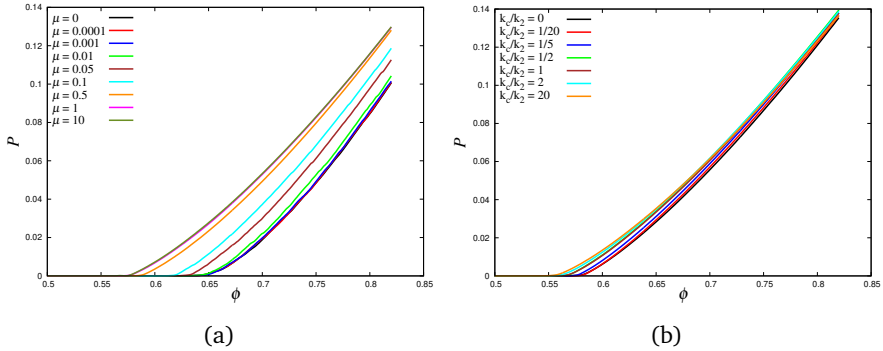 0.14
0.12
0.1
0.08
0.06
0.04
0.02
0
P
μ = 0
μ = 0.0001
μ = 0.001
μ = 0.01
μ = 0.05
μ = 0.1
μ = 0.5
μ = 1
μ = 10
0.5 0.55 0.6 0.65 0.7 0.75 0.8 0.85
ϕ
(a)
0.14
0.12
0.1
0.08
0.06
0.04
0.02
0
P
k_c/k_2 = 0
k_c/k_2 = 1/20
k_c/k_2 = 1/5
k_c/k_2 = 1/2
k_c/k_2 = 1
k_c/k_2 = 2
k_c/k_2 = 20
0.5 0.55 0.6 0.65 0.7 0.75 0.8 0.85
ϕ
(b)